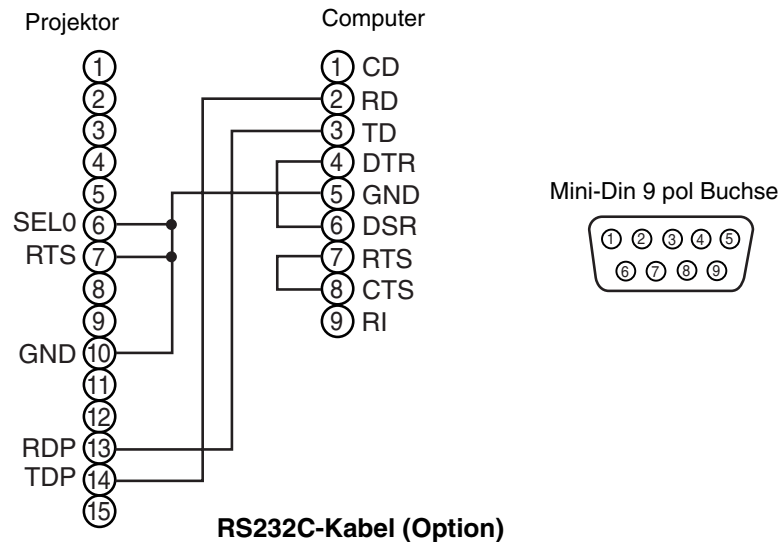 Projektor
Computer
1
2
3
4
5
SEL0 6
RTS 7
8
9
GND 10
11
12
RDP 13
TDP 14
15
1 CD
2 RD
3 TD
4 DTR
5 GND
6 DSR
7 RTS
8 CTS
9 RI
Mini-Din 9 pol Buchse
1 2 3 4 5
6 7 8 9
RS232C-Kabel (Option)